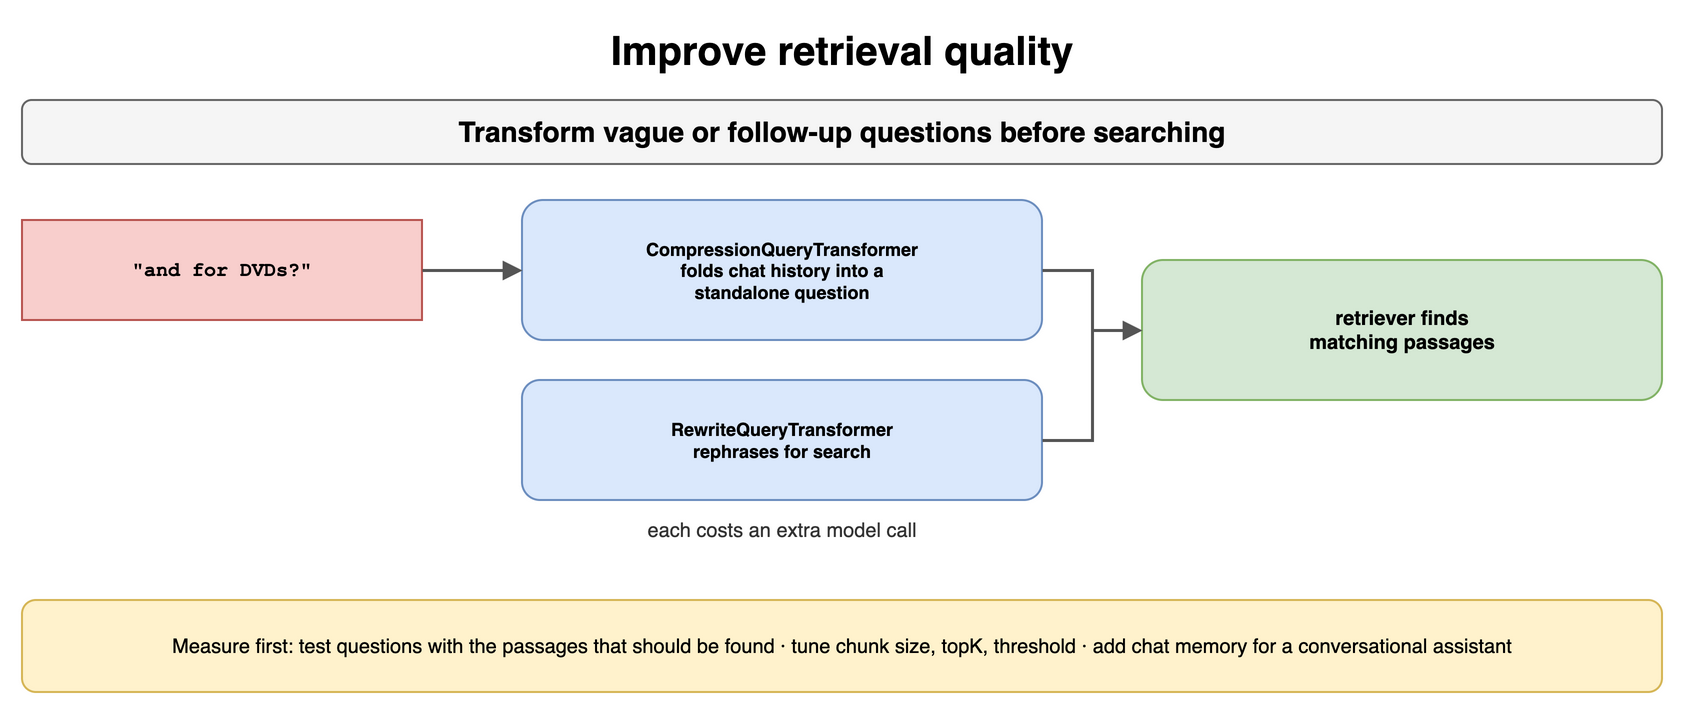 Improve retrieval quality
Transform vague or follow-up questions before searching
"and for DVDs?"
CompressionQueryTransformer
folds chat history into a
standalone question
retriever finds
matching passages
RewriteQueryTransformer
rephrases for search
each costs an extra model call
Measure first: test questions with the passages that should be found · tune chunk size, topK, threshold · add chat memory for a conversational assistant